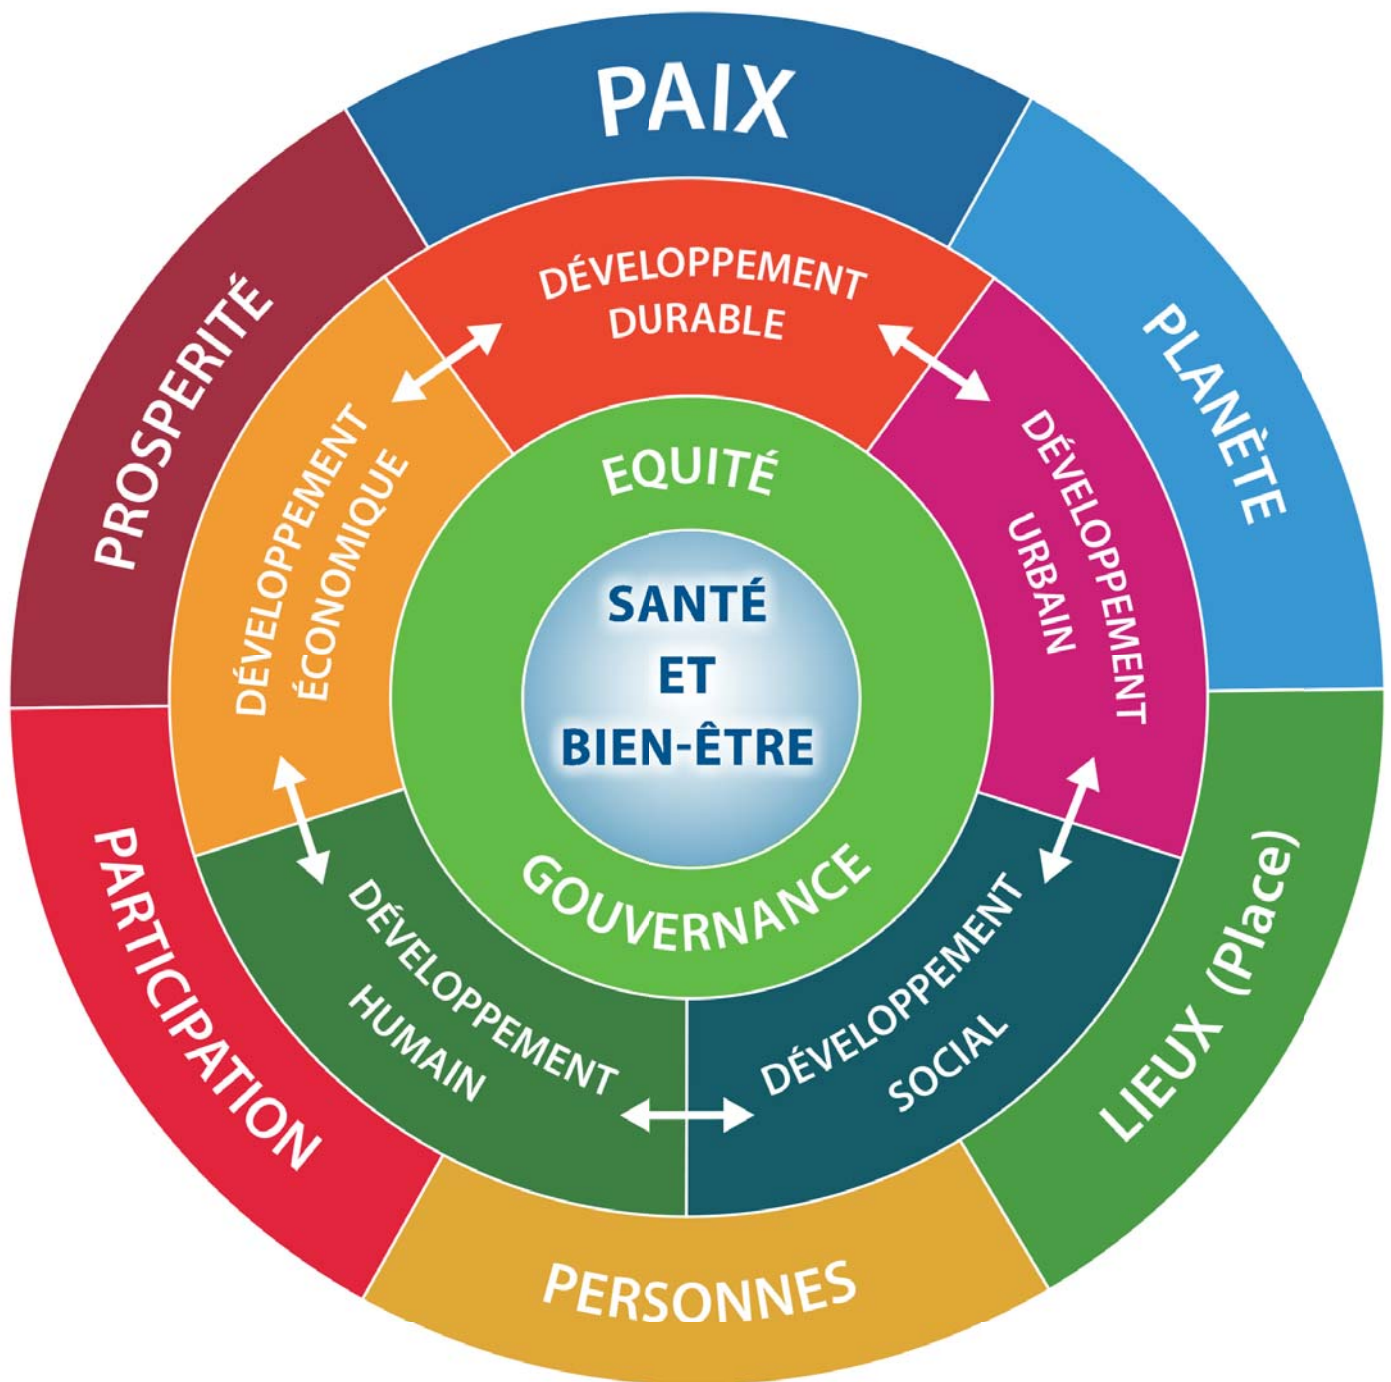 PAIX
PLANÈTE
LIEUX (Place)
PERSONNES
PARTICIPATION
PROSPERITÉ
DÉVELOPPEMENT
DURABLE
DÉVELOPPEMENT
URBAIN
DÉVELOPPEMENT
SOCIAL
DÉVELOPPEMENT
HUMAIN
DÉVELOPPEMENT
ÉCONOMIQUE
EQUITÉ
GOUVERNANCE
SANTÉ
ET
BIEN-ÊTRE